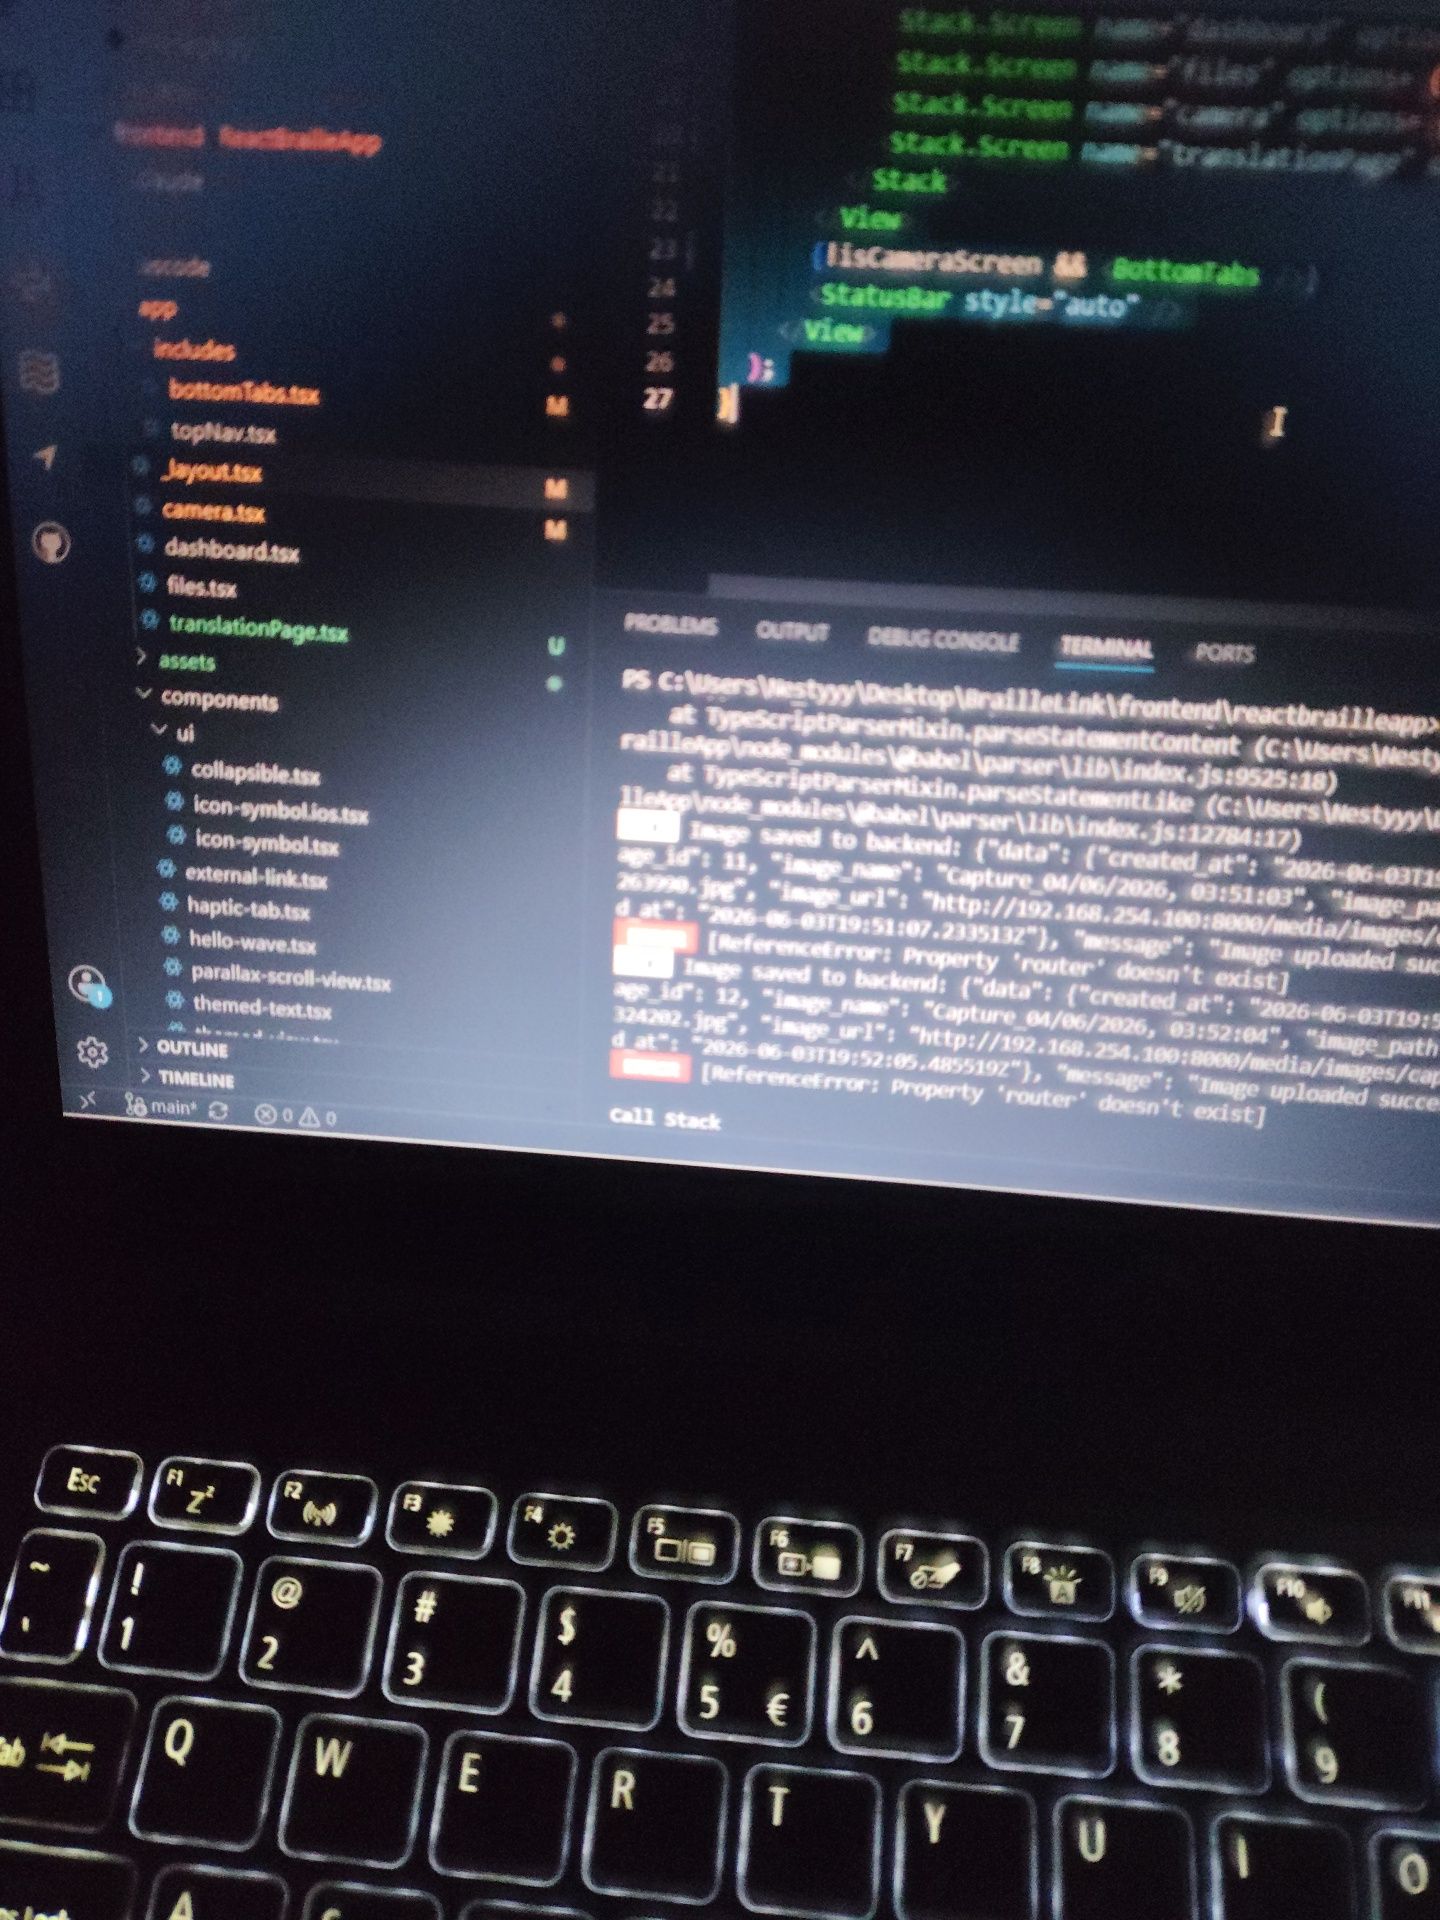 Stack.Screen name="dashboard"
Stack.Screen name="files" options=
Stack.Screen name="camera" options=
Stack.Screen name="translationPage"
Stack
View
{!isCameraScreen && <BottomTabs />}
<StatusBar style="auto" />
</View>
);
}
21
22
23
24
25
26
27
frontend ReactBrailleApp
.vscode
app
includes
bottomTabs.tsx M
topNav.tsx
_layout.tsx M
camera.tsx M
dashboard.tsx
files.tsx
translationPage.tsx U
assets
components
ui
collapsible.tsx
icon-symbol.ios.tsx
icon-symbol.tsx
external-link.tsx
haptic-tab.tsx
hello-wave.tsx
parallax-scroll-view.tsx
themed-text.tsx
OUTLINE
TIMELINE
main* 0 0
1
PROBLEMS OUTPUT DEBUG CONSOLE TERMINAL PORTS
PS C:\Users\Westyyy\Desktop\BrailleLink\frontend\reactbrailleapp>
at TypeScriptParserMixin.parseStatementContent (C:\Users\Westy
railleApp\node_modules\@babel\parser\lib\index.js:9525:18)
at TypeScriptParserMixin.parseStatementLike (C:\Users\Westyyy\
lleApp\node_modules\@babel\parser\lib\index.js:12784:17)
Image saved to backend: {"data": {"created_at": "2026-06-03T19
age_id": 11, "image_name": "Capture_04/06/2026, 03:51:03", "image_pa
263990.jpg", "image_url": "http://192.168.254.100:8000/media/images/
d_at": "2026-06-03T19:51:07.233513Z"}, "message": "Image uploaded suc
[ReferenceError: Property 'router' doesn't exist]
Image saved to backend: {"data": {"created_at": "2026-06-03T19:5
age_id": 12, "image_name": "Capture_04/06/2026, 03:52:04", "image_path
324202.jpg", "image_url": "http://192.168.254.100:8000/media/images/cap
d_at": "2026-06-03T19:52:05.485519Z"}, "message": "Image uploaded succe
[ReferenceError: Property 'router' doesn't exist]
Call Stack
Esc F1 Zz F2 F3 F4 F5 F6 F7 F8 A F9 F10 F11
~ ` ! 1 @ 2 # 3 $ 4 % 5 € ^ 6 & 7 * 8 ( 9
Tab Q W E R T Y U I O
A